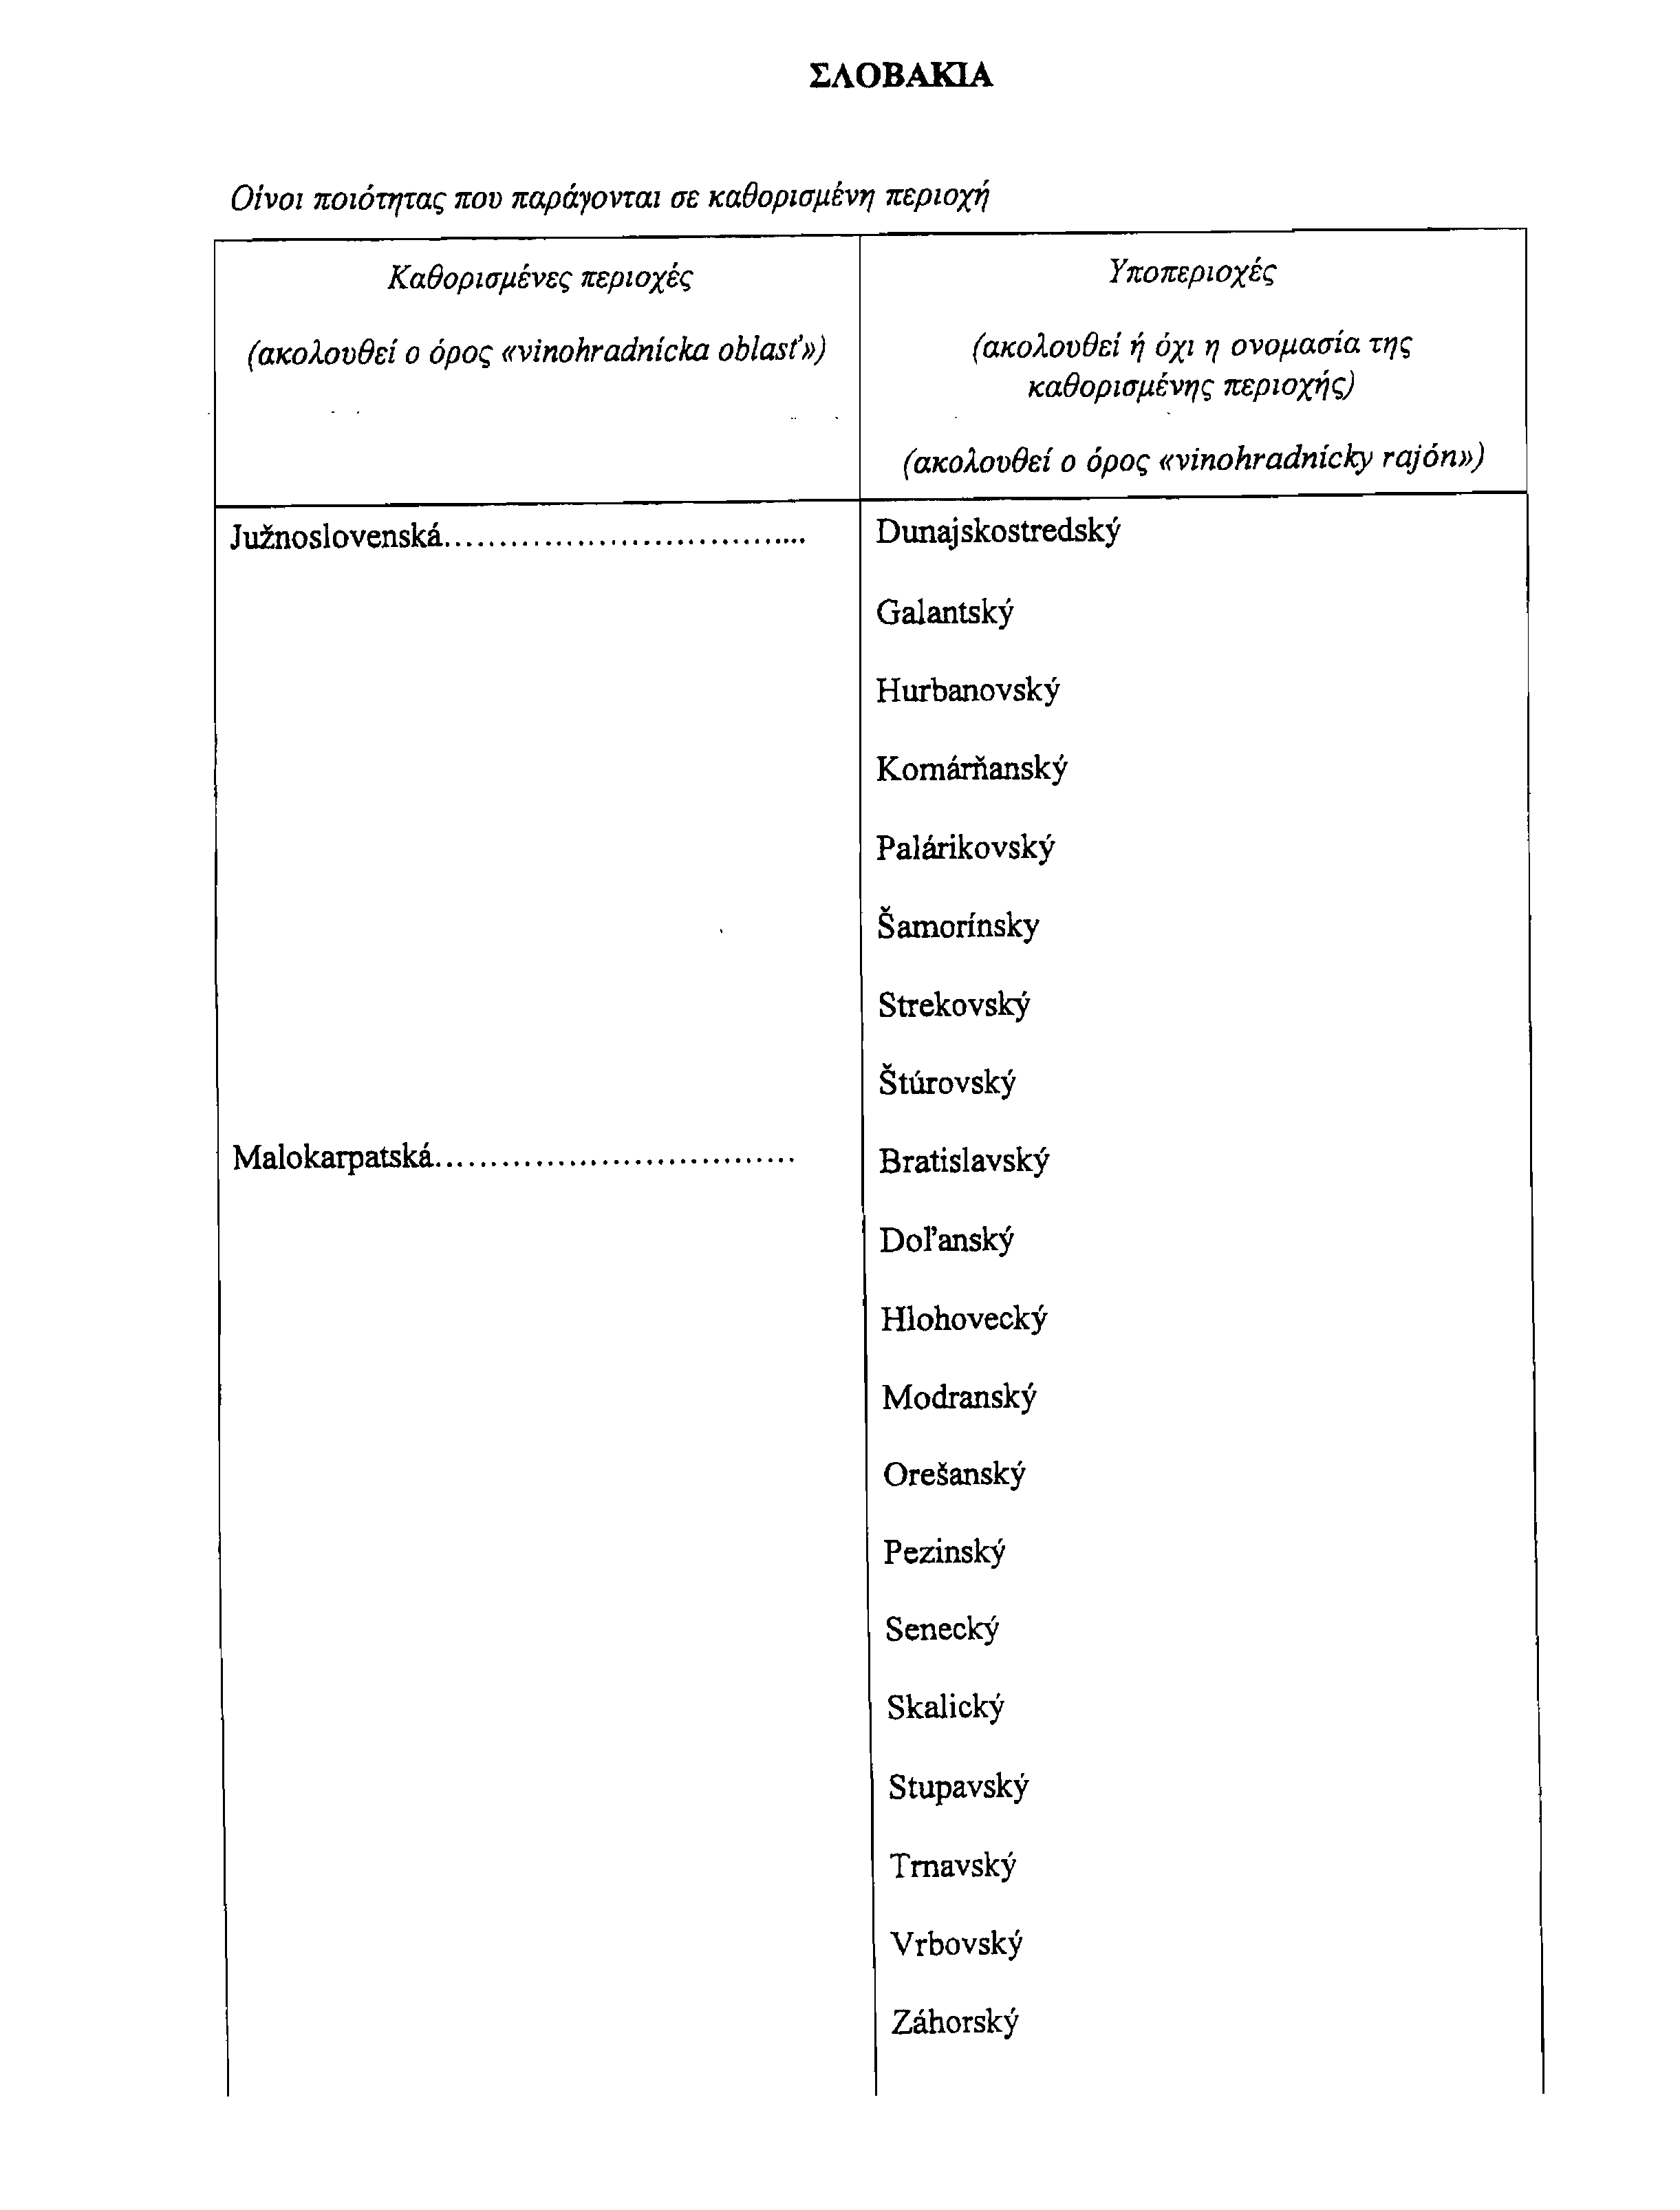 ΣΛΟΒΑΚΙΑ
Οίνοι ποιότητας που παράγονται σε καθορισμένη περιοχή
Καθορισμένες περιοχές
(ακολουθεί ο όρος «vinohradnícka oblasť»)
Υποπεριοχές
(ακολουθεί ή όχι η ονομασία της
καθορισμένης περιοχής)
(ακολουθεί ο όρος «vinohradnícky rajón»)
Južnoslovenská.................................
Dunajskostredský
Galantský
Hurbanovský
Komárňanský
Palárikovský
Šamorínsky
Strekovský
Štúrovský
Malokarpatská.................................
Bratislavský
Doľanský
Hlohovecký
Modranský
Orešanský
Pezinský
Senecký
Skalický
Stupavský
Trnavský
Vrbovský
Záhorský